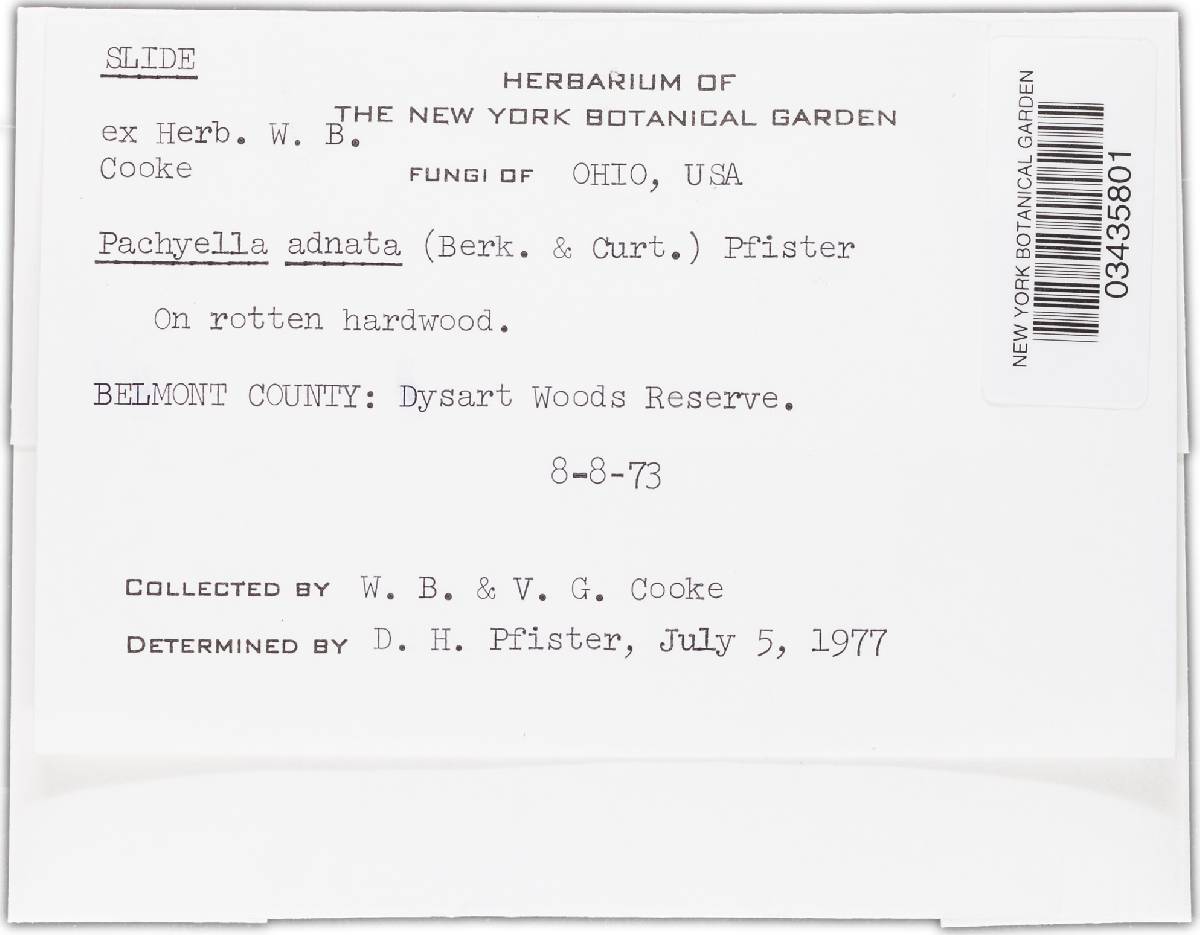 SLIDE
HERBARIUM OF
THE NEW YORK BOTANICAL GARDEN
ex Herb. W. B.
Cooke
FUNGI OF OHIO, USA
Pachyella adnata (Berk. & Curt.) Pfister
On rotten hardwood.
BELMONT COUNTY: Dysart Woods Reserve.
8-8-73
COLLECTED BY W. B. & V. G. Cooke
DETERMINED BY D. H. Pfister, July 5, 1977
NEW YORK BOTANICAL GARDEN
03435801